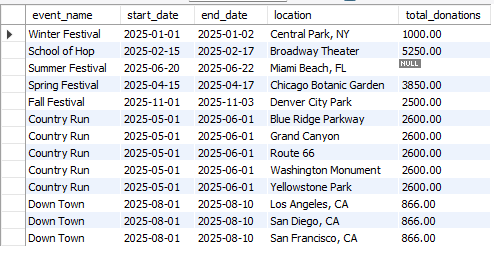 event_name start_date end_date location total_donations
Winter Festival 2025-01-01 2025-01-02 Central Park, NY 1000.00
School of Hop 2025-02-15 2025-02-17 Broadway Theater 5250.00
Summer Festival 2025-06-20 2025-06-22 Miami Beach, FL NULL
Spring Festival 2025-04-15 2025-04-17 Chicago Botanic Garden 3850.00
Fall Festival 2025-11-01 2025-11-03 Denver City Park 2500.00
Country Run 2025-05-01 2025-06-01 Blue Ridge Parkway 2600.00
Country Run 2025-05-01 2025-06-01 Grand Canyon 2600.00
Country Run 2025-05-01 2025-06-01 Route 66 2600.00
Country Run 2025-05-01 2025-06-01 Washington Monument 2600.00
Country Run 2025-05-01 2025-06-01 Yellowstone Park 2600.00
Down Town 2025-08-01 2025-08-10 Los Angeles, CA 866.00
Down Town 2025-08-01 2025-08-10 San Diego, CA 866.00
Down Town 2025-08-01 2025-08-10 San Francisco, CA 866.00